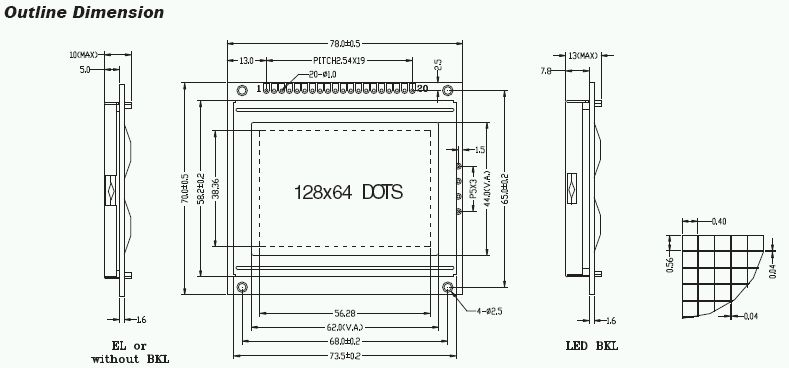 Outline Dimension
78.0±0.5
10(MAX)
13.0
PITCH2.54X19
2.5
13(MAX)
5.0
20-Ø1.0
7.8
1
20
1.5
70.0±0.5
58.2±0.2
38.36
128x64 DOTS
P5X3
44.0(V.A.)
65.0±0.2
0.40
0.56
0.04
0.04
1.6
56.28
4-Ø2.5
1.6
62.0(V.A.)
EL or
without BKL
68.0±0.2
LED BKL
73.5±0.2